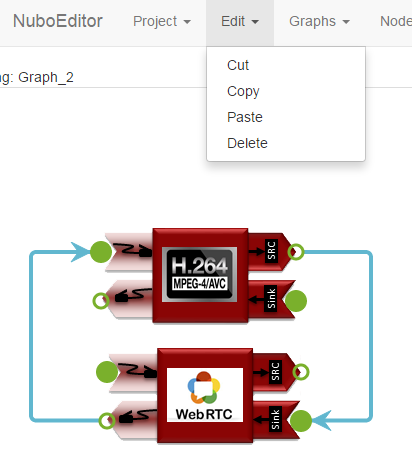 NuboEditor Project Edit Graphs Node
ng: Graph_2
Cut
Copy
Paste
Delete
H.264
MPEG-4/AVC
SRC
Sink
WebRTC
SRC
Sink